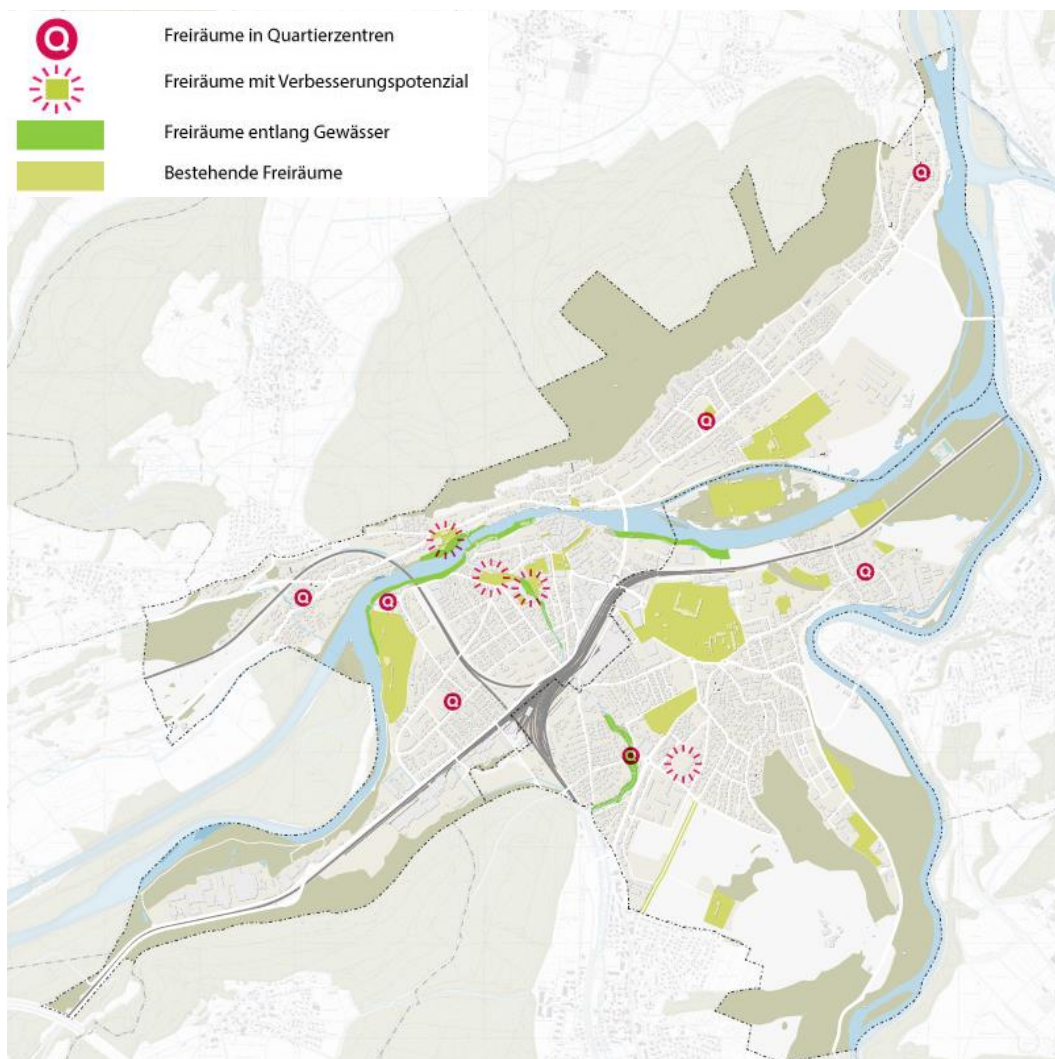 Freiräume in Quartierzentren
Freiräume mit Verbesserungspotenzial
Freiräume entlang Gewässer
Bestehende Freiräume